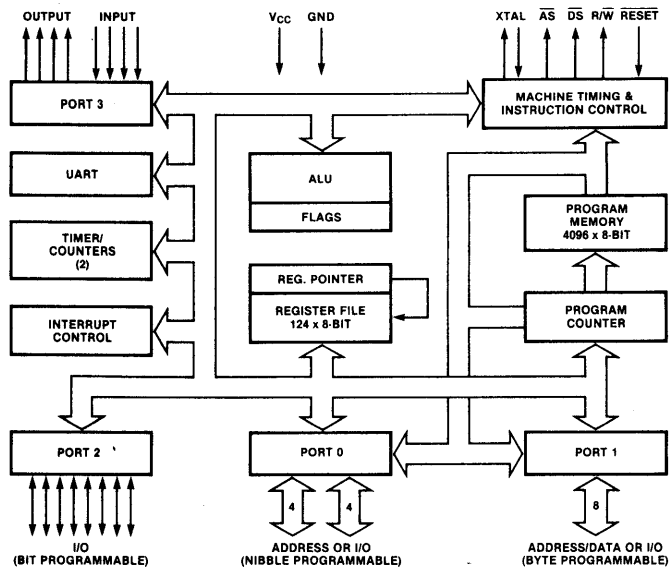 OUTPUT INPUT
VCC GND
XTAL AS DS R/W RESET
PORT 3
MACHINE TIMING &
INSTRUCTION CONTROL
UART
ALU
FLAGS
PROGRAM
MEMORY
4096 x 8-BIT
TIMER/
COUNTERS
(2)
REG. POINTER
REGISTER FILE
124 x 8-BIT
PROGRAM
COUNTER
INTERRUPT
CONTROL
PORT 2
PORT 0
PORT 1
4
4
8
I/O
(BIT PROGRAMMABLE)
ADDRESS OR I/O
(NIBBLE PROGRAMMABLE)
ADDRESS/DATA OR I/O
(BYTE PROGRAMMABLE)